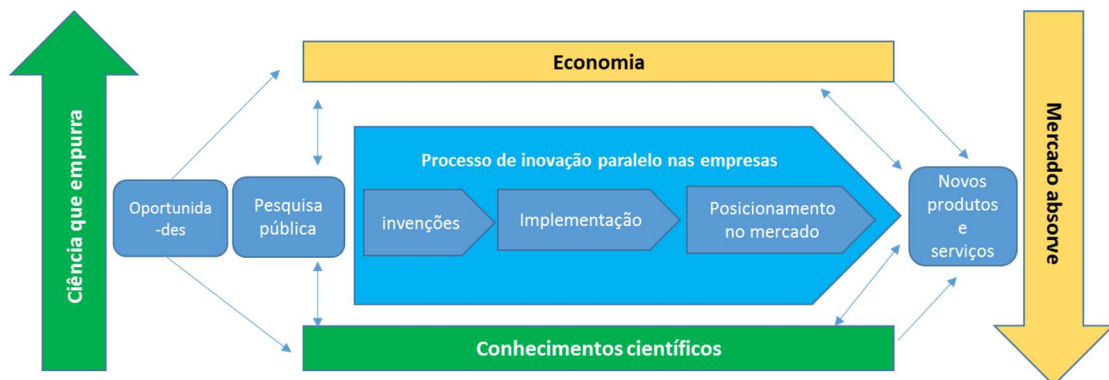 Ciência que empurra
Economia
Mercado absorve
Processo de inovação paralelo nas empresas
Oportunida
-des
Pesquisa
pública
invenções
Implementação
Posicionamento
no mercado
Novos
produtos
e
serviços
Conhecimentos científicos